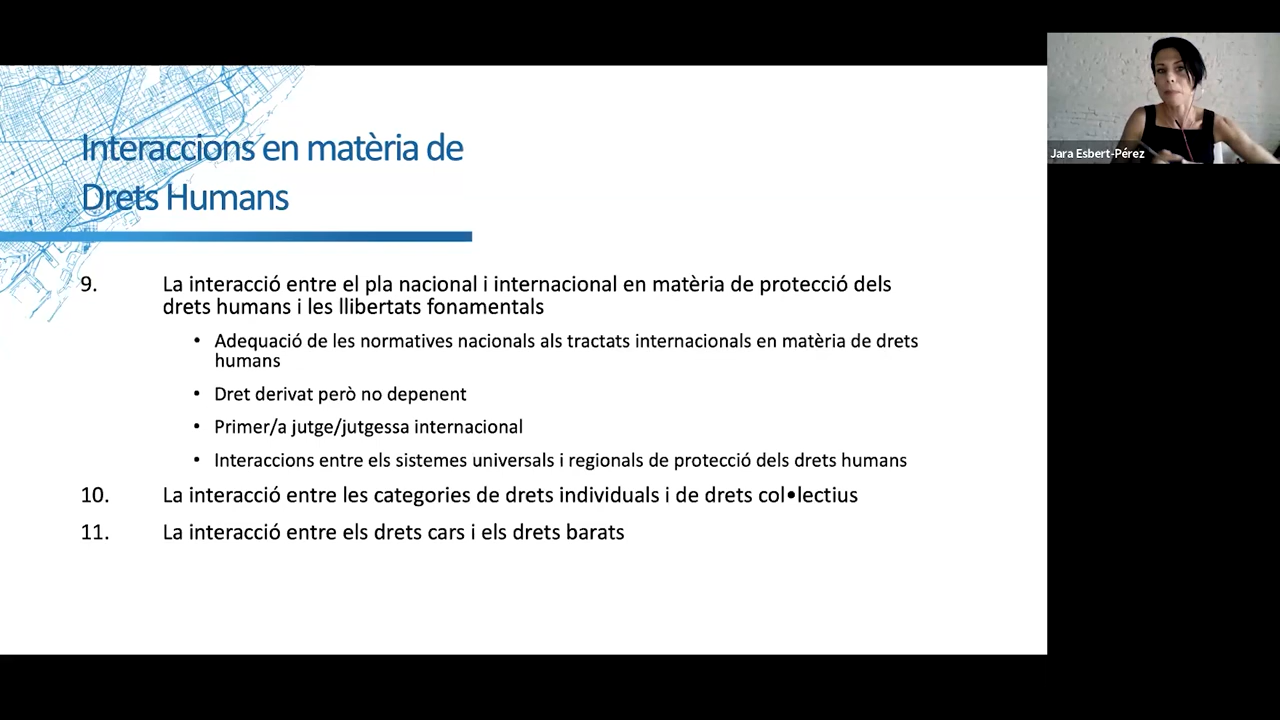 Interaccions en matèria de
Drets Humans
9. La interacció entre el pla nacional i internacional en matèria de protecció dels
drets humans i les llibertats fonamentals
• Adequació de les normatives nacionals als tractats internacionals en matèria de drets
humans
• Dret derivat però no depenent
• Primer/a jutge/jutgessa internacional
• Interaccions entre els sistemes universals i regionals de protecció dels drets humans
10. La interacció entre les categories de drets individuals i de drets col•lectius
11. La interacció entre els drets cars i els drets barats
Jara Esbert-Pérez